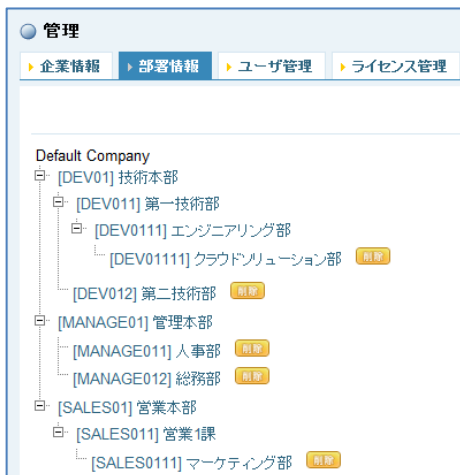 管理
企業情報 部署情報 ユーザ管理 ライセンス管理
Default Company
[DEV01] 技術本部
[DEV011] 第一技術部
[DEV0111] エンジニアリング部
[DEV01111] クラウドソリューション部 削除
[DEV012] 第二技術部 削除
[MANAGE01] 管理本部
[MANAGE011] 人事部 削除
[MANAGE012] 総務部 削除
[SALES01] 営業本部
[SALES011] 営業1課
[SALES0111] マーケティング部 削除